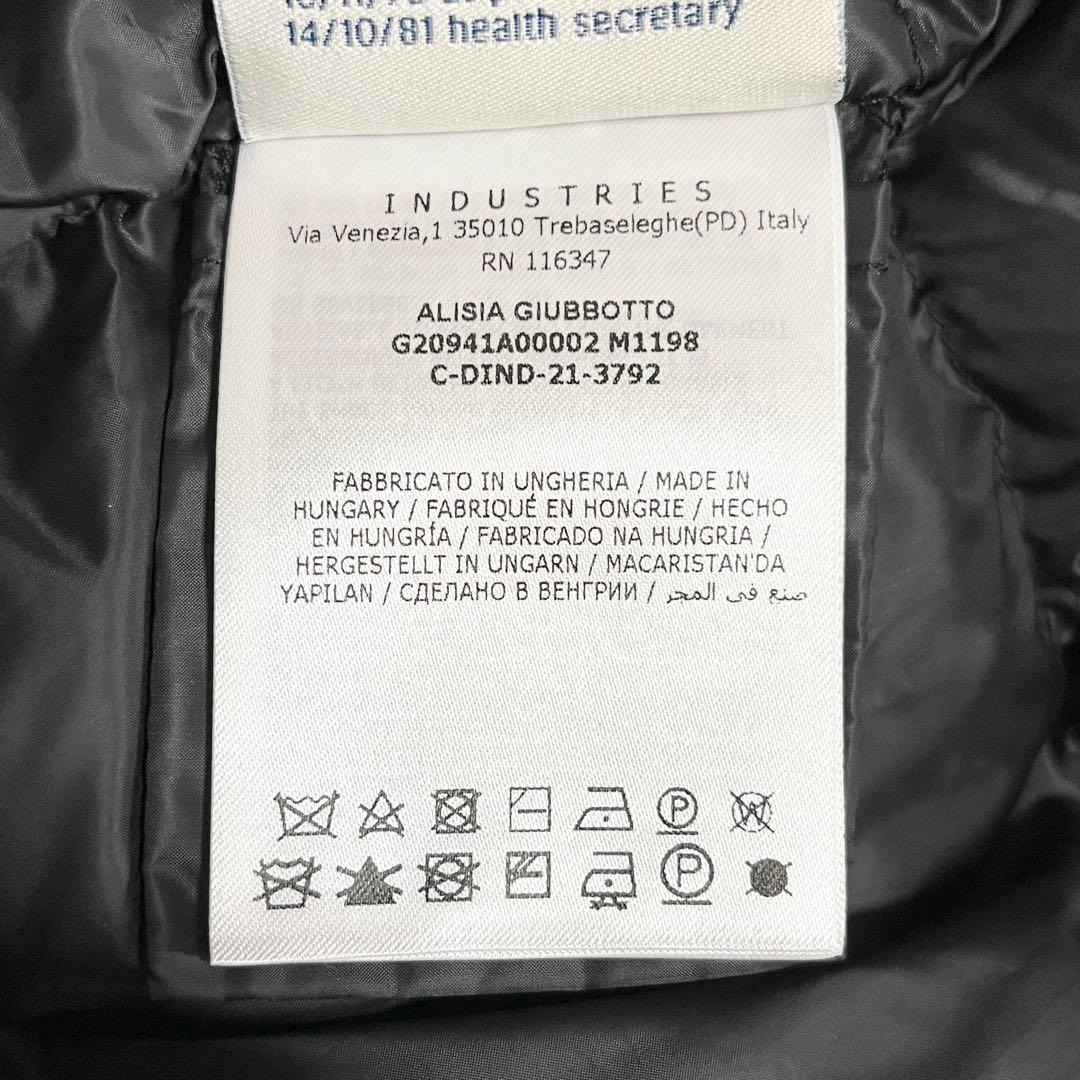 14/10/81 health secretary
INDUSTRIES
Via Venezia,1 35010 Trebaseleghe(PD) Italy
RN 116347
ALISIA GIUBBOTTO
G20941A00002 M1198
C-DIND-21-3792
FABBRICATO IN UNGHERIA / MADE IN
HUNGARY / FABRIQUÉ EN HONGRIE / HECHO
EN HUNGRÍA / FABRICADO NA HUNGRIA /
HERGESTELLT IN UNGARN / MACARISTAN'DA
YAPILAN / СДЕЛАНО В ВЕНГРИИ / صنع في المجر
P W
P